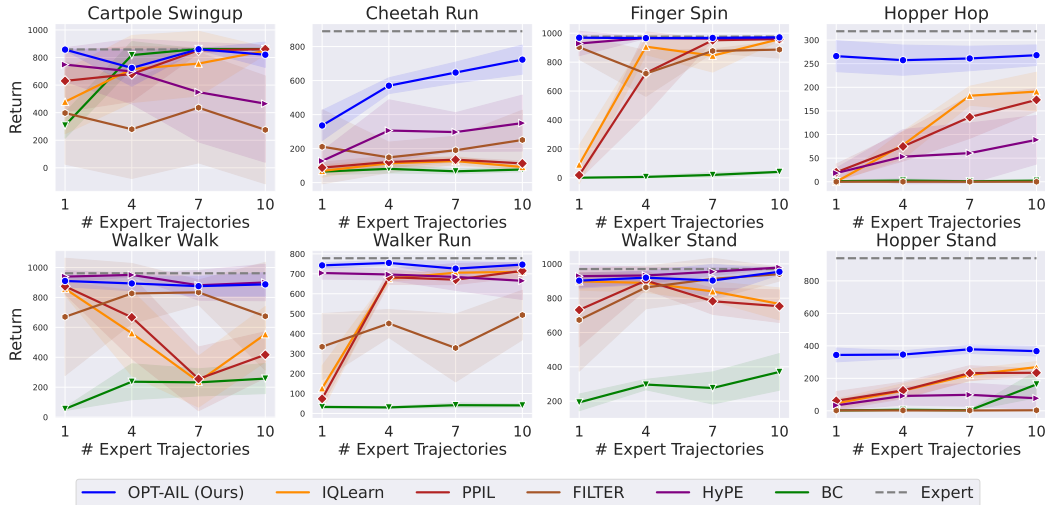 Cartpole Swingup
Cheetah Run
Finger Spin
Hopper Hop
Return
1000
800
600
400
200
0
800
600
400
200
0
1000
800
600
400
200
0
300
250
200
150
100
50
0
1 4 7 10
1 4 7 10
1 4 7 10
1 4 7 10
# Expert Trajectories
# Expert Trajectories
# Expert Trajectories
# Expert Trajectories
Walker Walk
Walker Run
Walker Stand
Hopper Stand
Return
1000
800
600
400
200
0
800
700
600
500
400
300
200
100
0
1000
800
600
400
200
800
600
400
200
0
1 4 7 10
1 4 7 10
1 4 7 10
1 4 7 10
# Expert Trajectories
# Expert Trajectories
# Expert Trajectories
# Expert Trajectories
OPT-AIL (Ours) IQLearn PPIL FILTER HyPE BC Expert